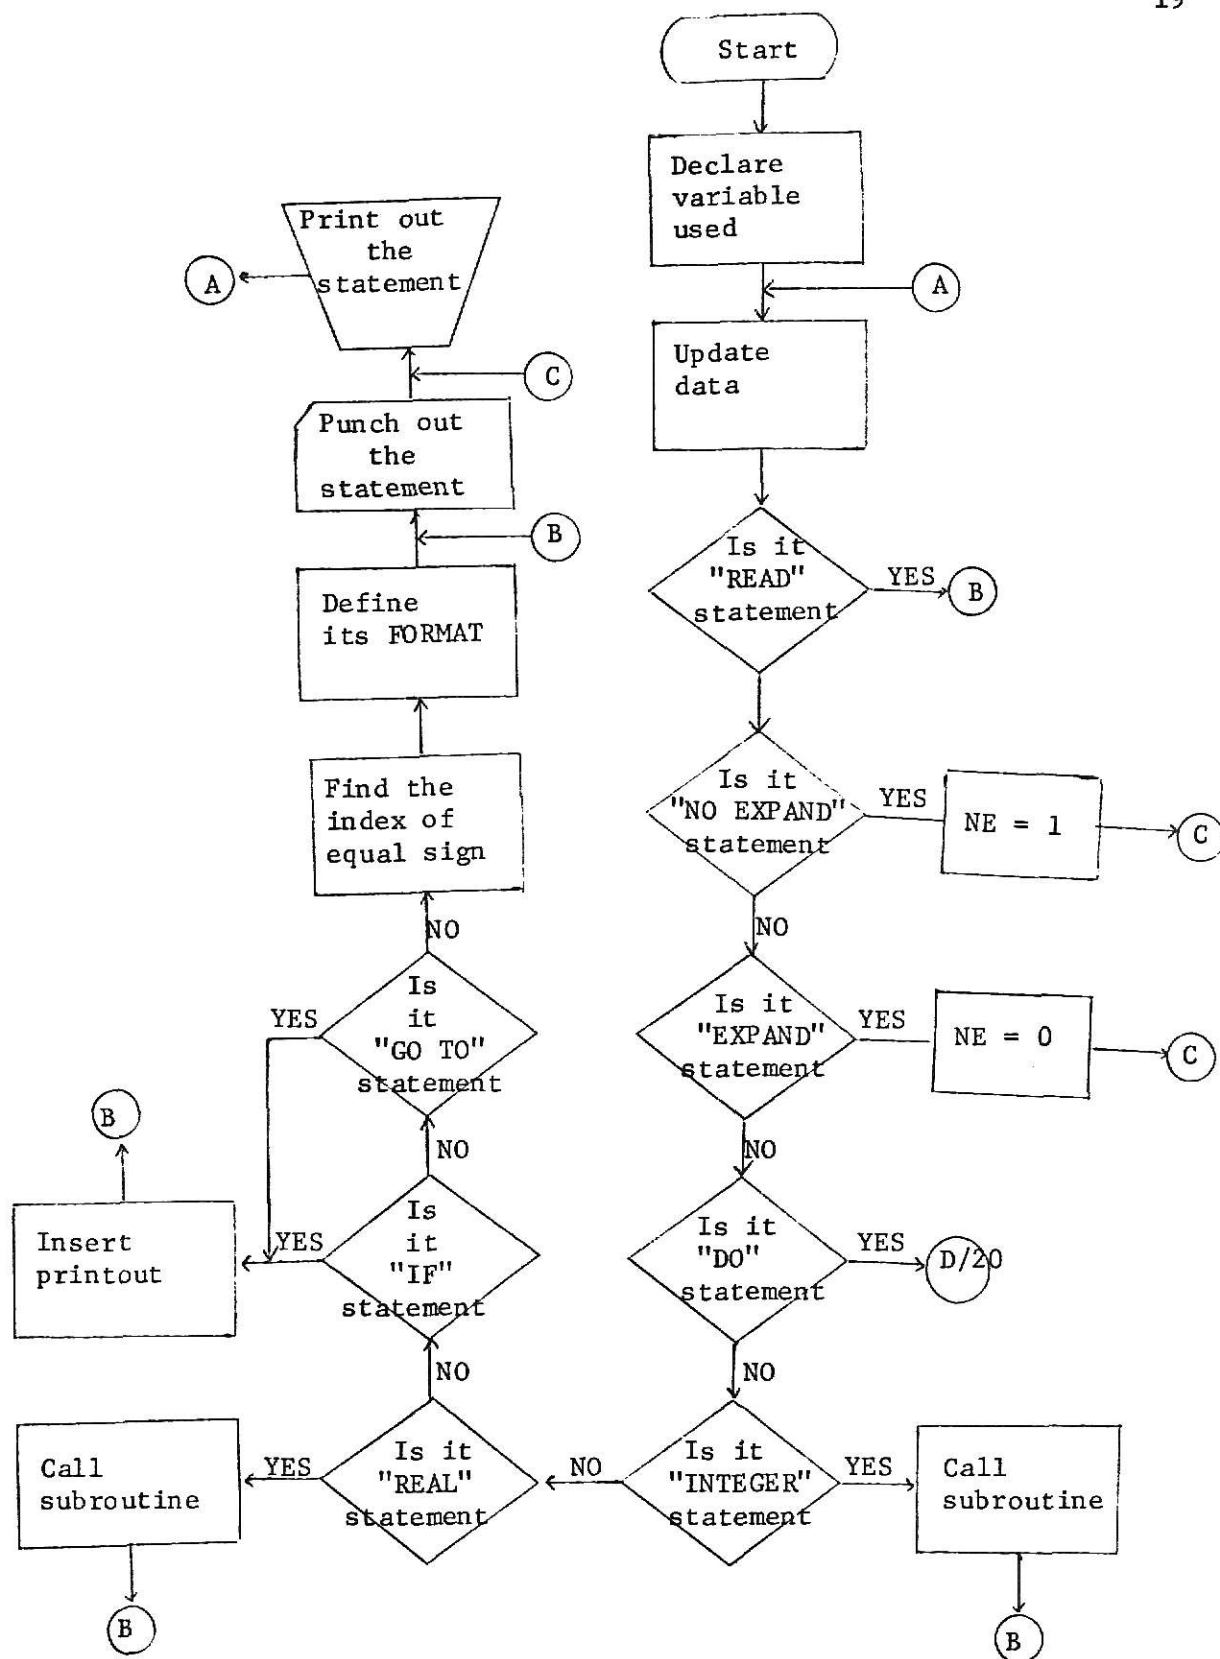 Start
Declare
variable
used
A
Update
data
Is it
"READ"
statement
YES
B
Is it
"NO EXPAND"
statement
YES
NE = 1
C
NO
Is it
"EXPAND"
statement
YES
NE = 0
C
NO
Is it
"DO"
statement
YES
D/20
NO
Is it
"INTEGER"
statement
YES
Call
subroutine
B
NO
Is it
"REAL"
statement
YES
Call
subroutine
B
NO
Is
it
"IF"
statement
YES
Insert
printout
B
NO
Is
it
"GO TO"
statement
YES
NO
Find the
index of
equal sign
Define
its FORMAT
B
Punch out
the
statement
C
Print out
the
statement
A